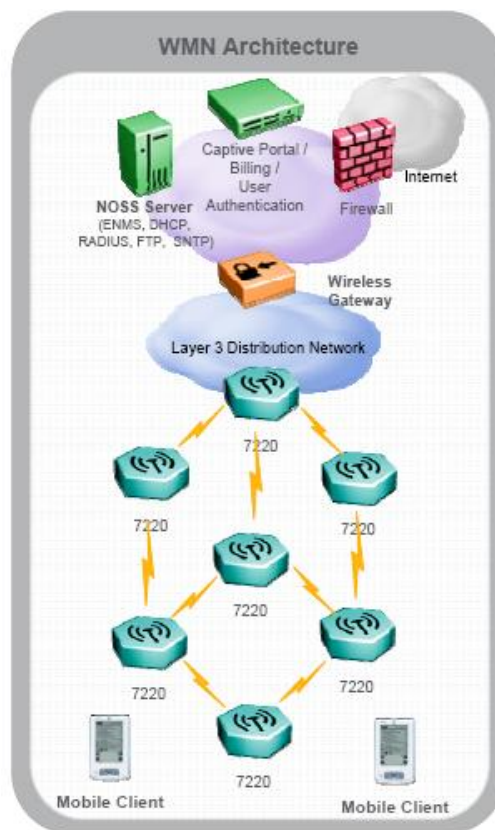 WMN Architecture
Captive Portal /
Billing /
User
Authentication
Internet
NOSS Server
(ENMS, DHCP,
RADIUS, FTP, SNTP)
Firewall
Wireless
Gateway
Layer 3 Distribution Network
7220
7220
7220
7220
7220
7220
7220
Mobile Client
Mobile Client